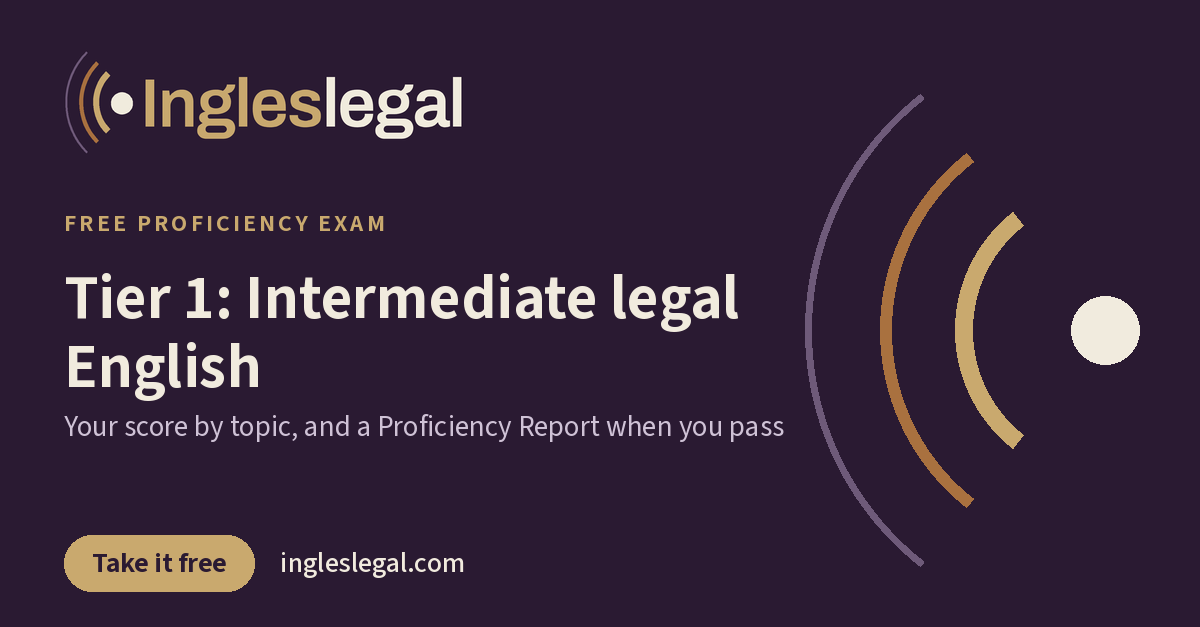 Ingleslegal
FREE PROFICIENCY EXAM
Tier 1: Intermediate legal
English
Your score by topic, and a Proficiency Report when you pass
Take it free
ingleslegal.com